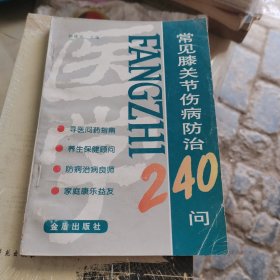 常见膝关节伤病防治
240
问
FANGZHI
寻医问药指南
养生保健顾问
防病治病良师
家庭康乐益友
金盾出版社